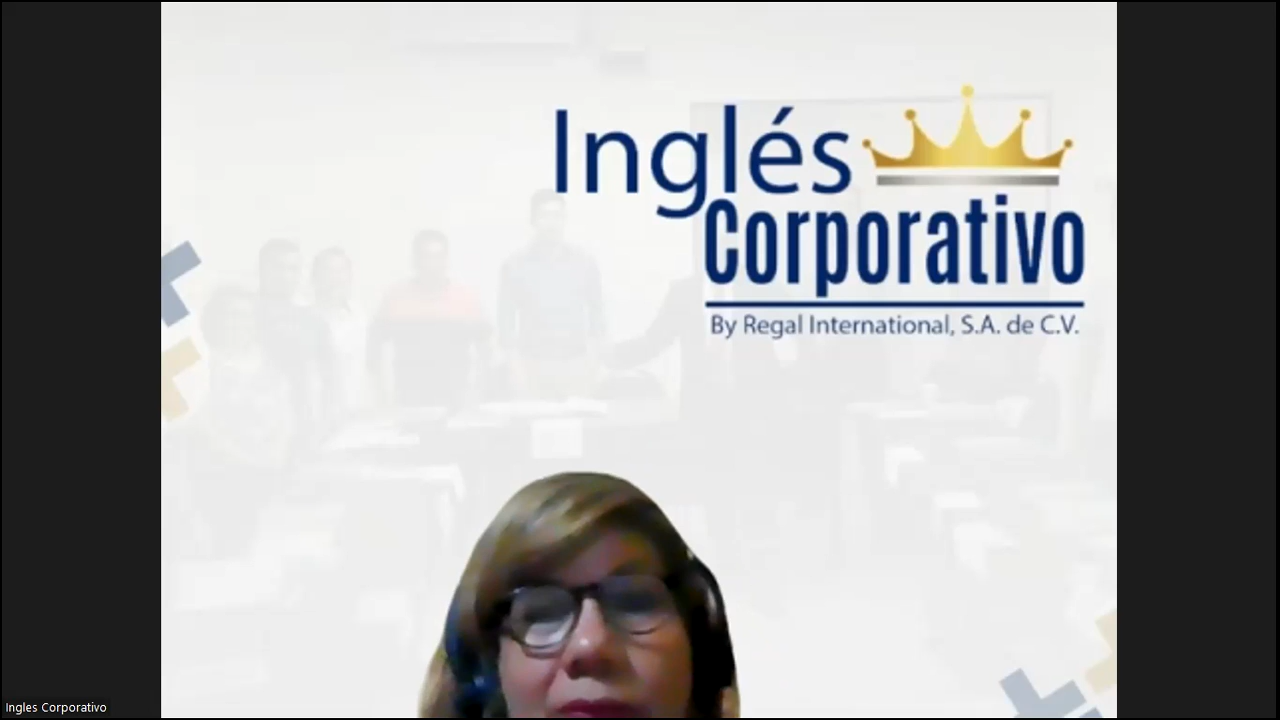 Inglés
Corporativo
By Regal International, S.A. de C.V.
Ingles Corporativo